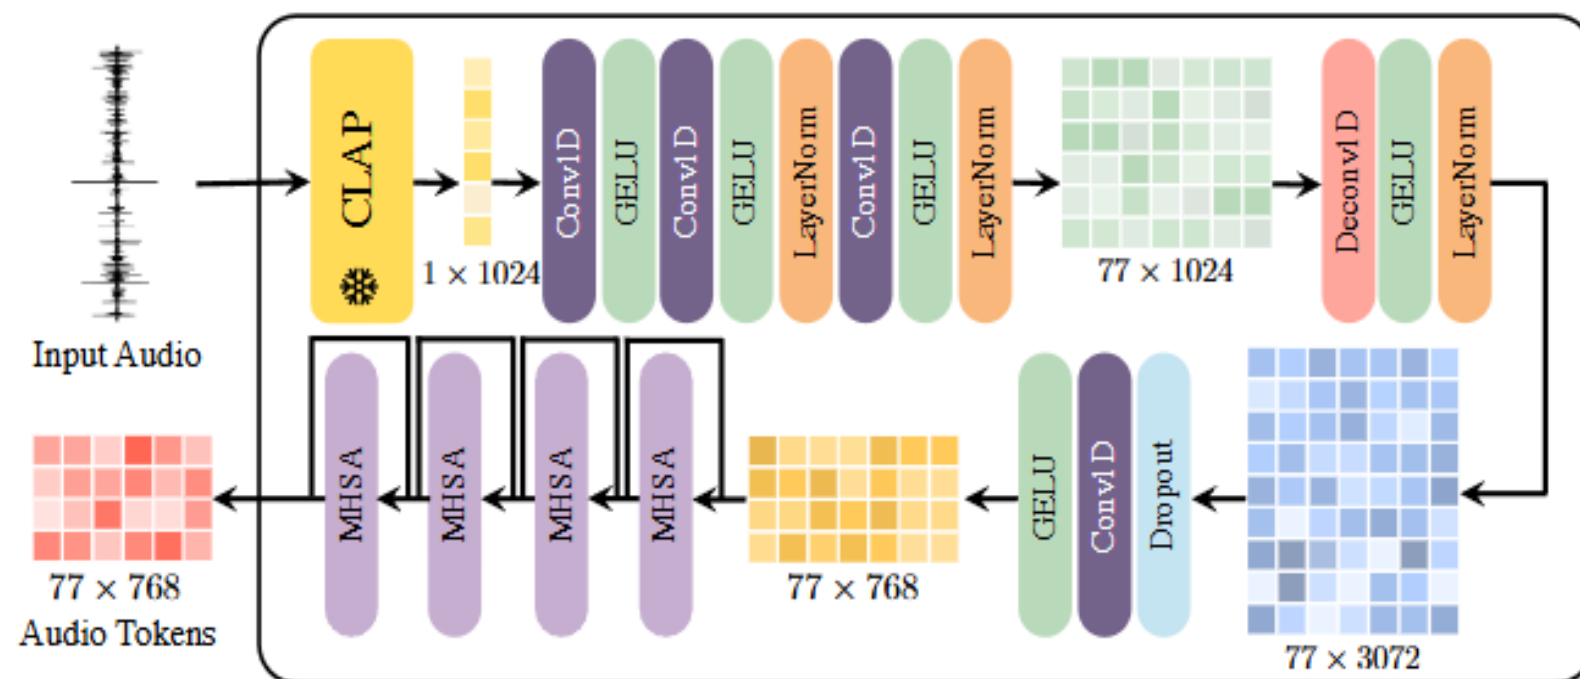 Input Audio
CLAP
1 × 1024
Conv1D
GELU
Conv1D
GELU
LayerNorm
Conv1D
GELU
LayerNorm
77 × 1024
Deconv1D
GELU
LayerNorm
77 × 3072
Dropout
Conv1D
GELU
77 × 768
MHSA
MHSA
MHSA
MHSA
77 × 768
Audio Tokens